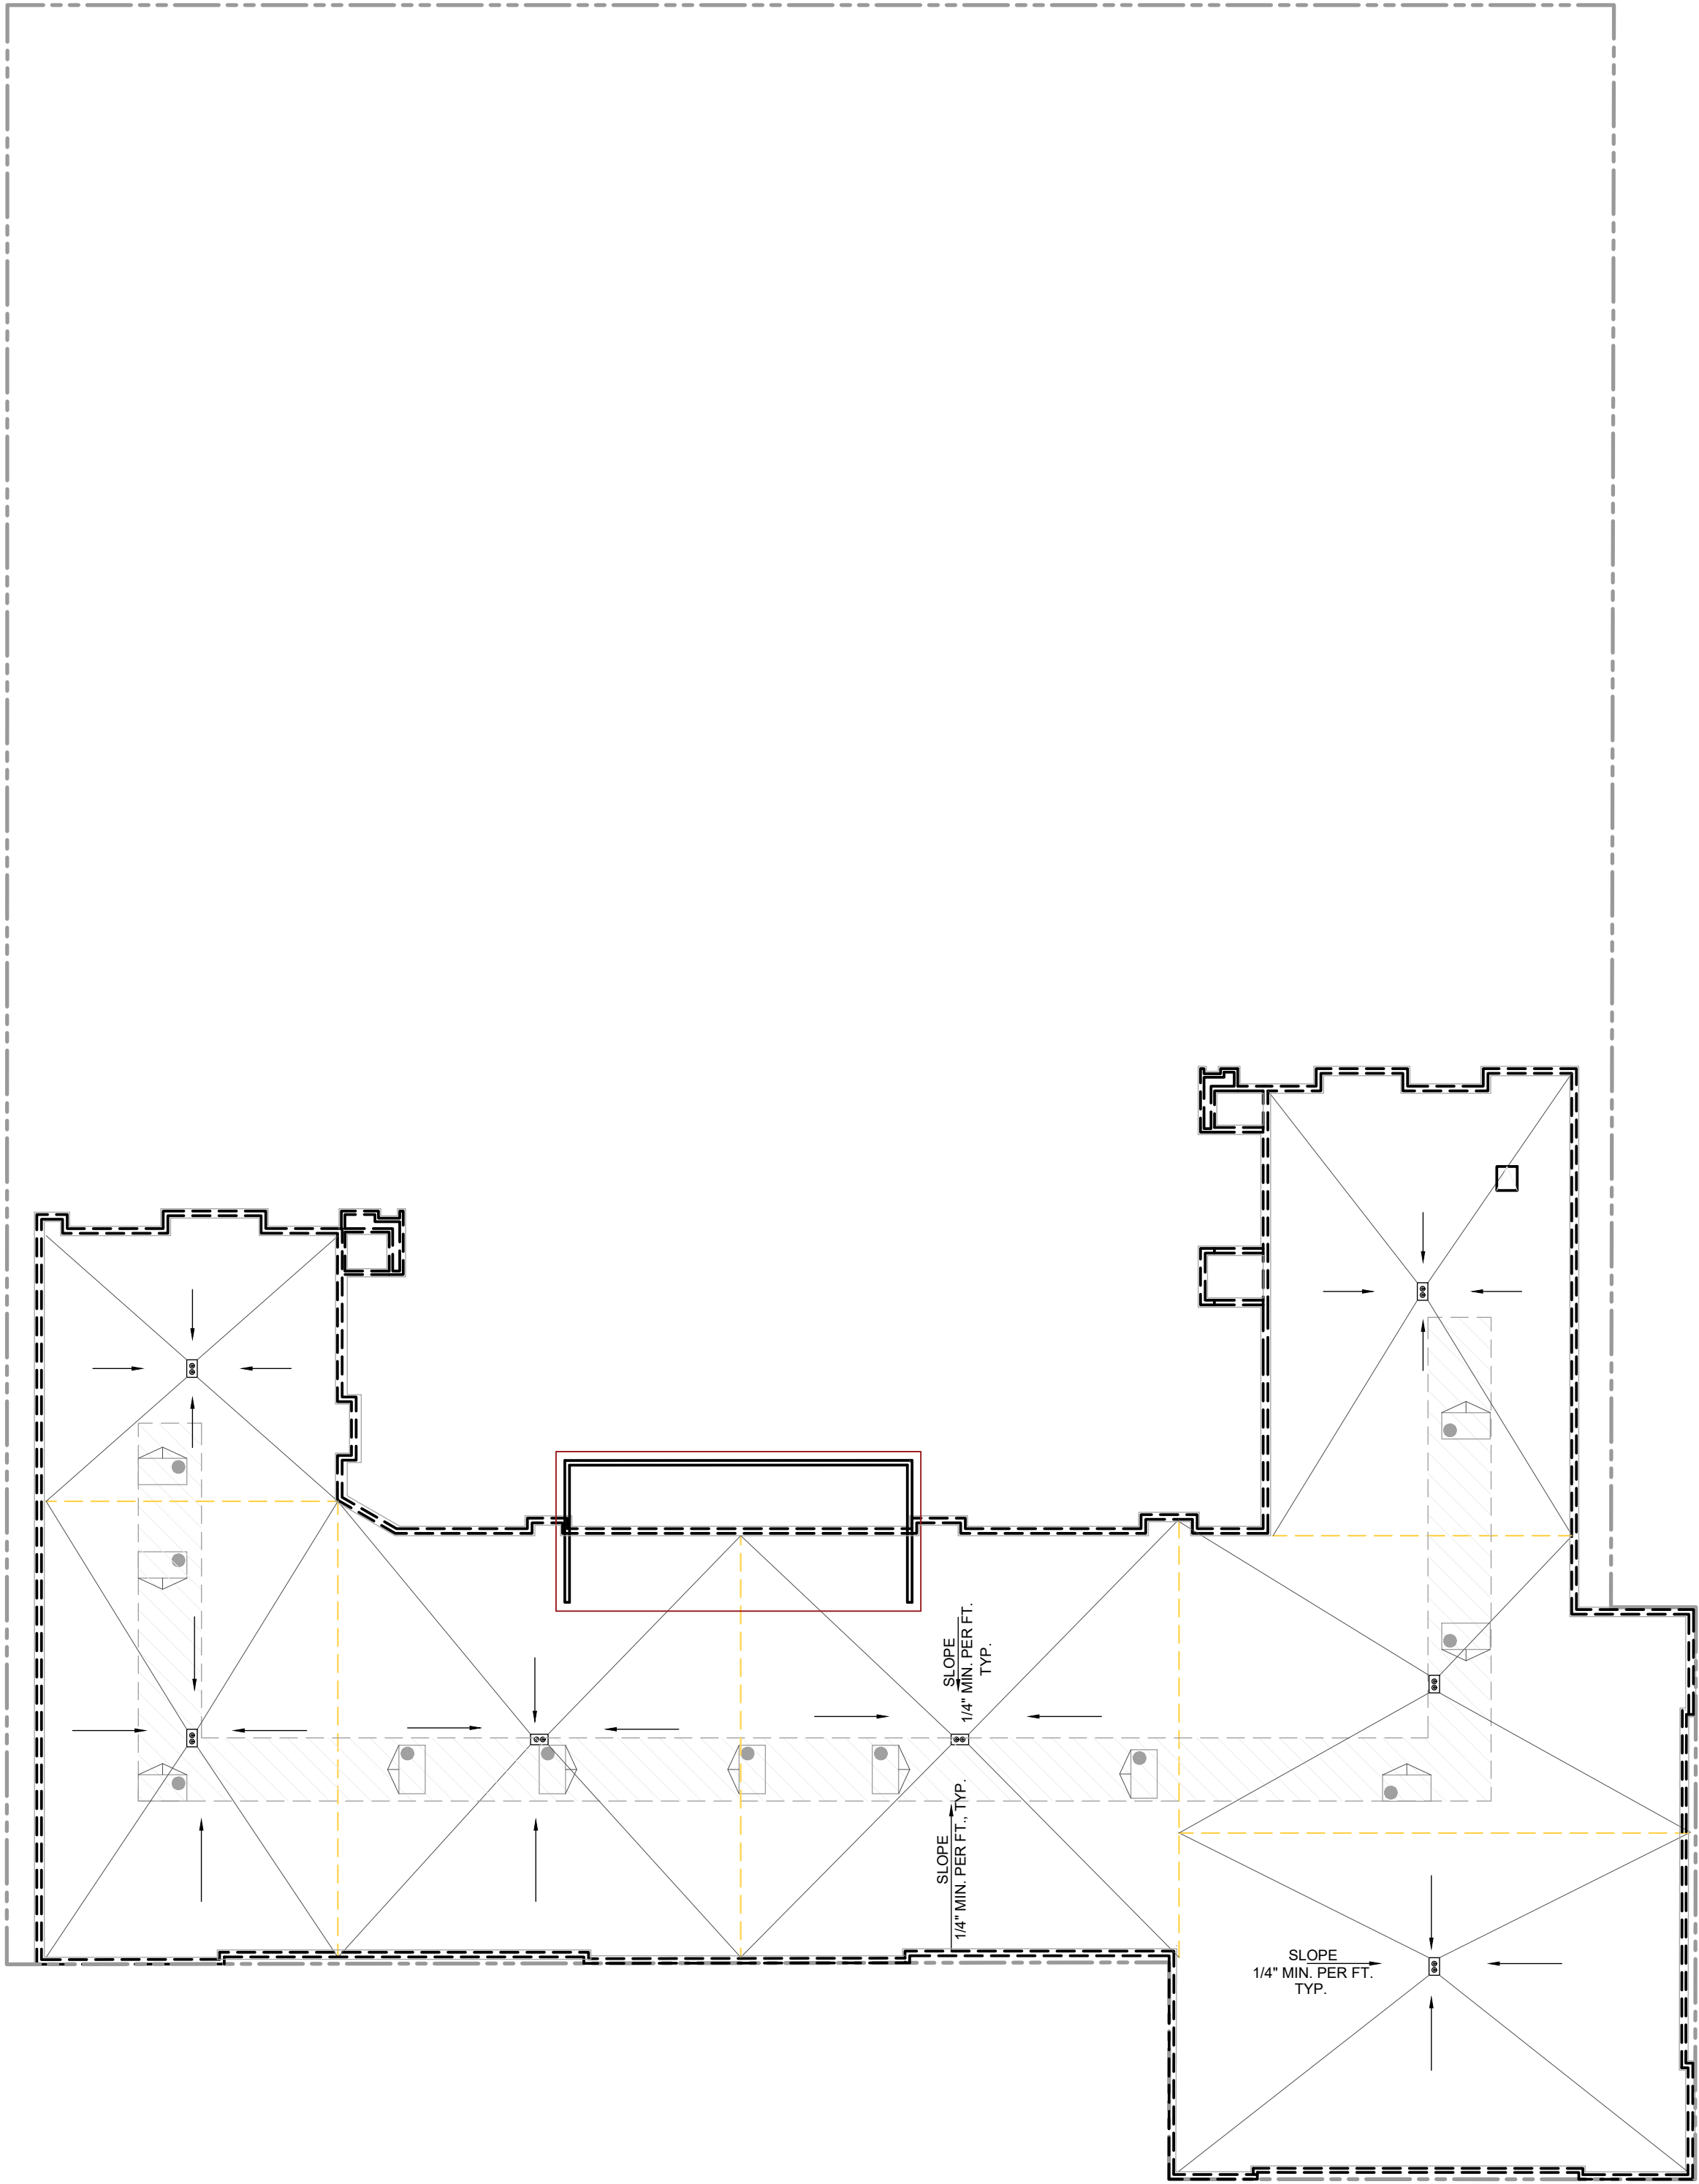 SLOPE
1/4" MIN. PER FT.
TYP.
SLOPE
1/4" MIN. PER FT., TYP.
SLOPE
1/4" MIN. PER FT.
TYP.